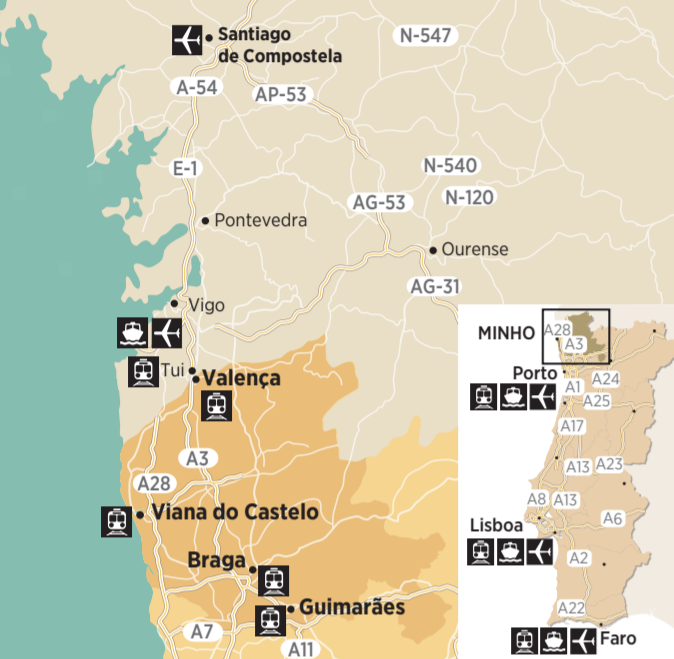 Santiago
de Compostela
N-547
A-54
AP-53
E-1
N-540
N-120
AG-53
Pontevedra
Ourense
AG-31
Vigo
Tui
Valença
A3
A28
Viana do Castelo
Braga
Guimarães
A7
A11
MINHO
A28
A3
Porto
A1
A24
A25
A17
A13
A23
A8
A13
A6
Lisboa
A2
A22
Faro